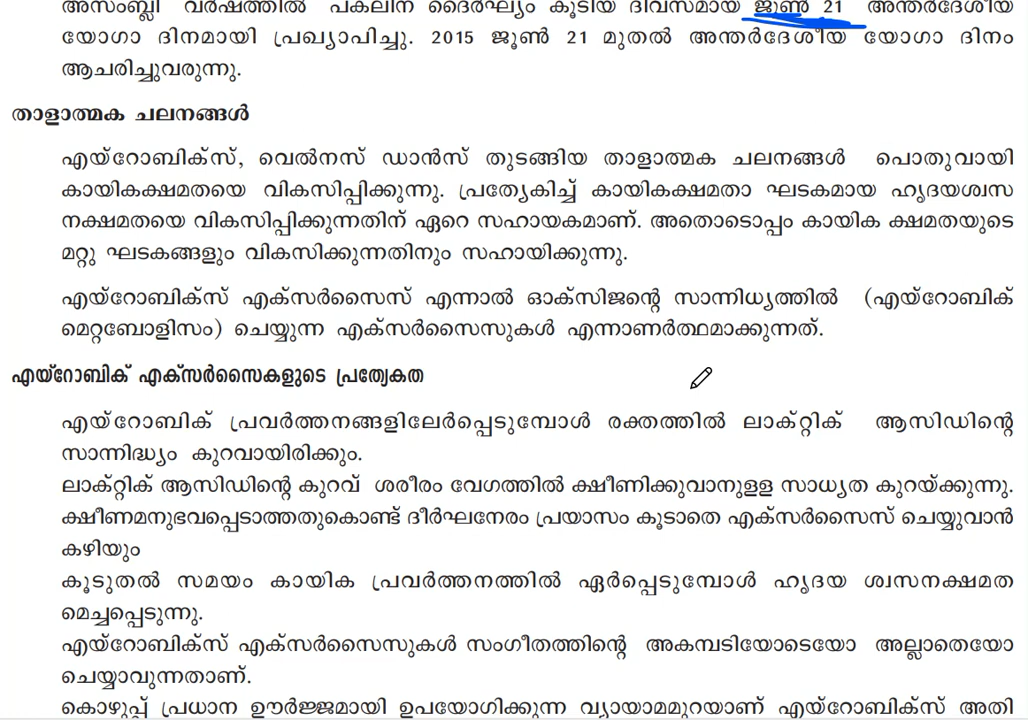 അസംബ്ലി വർഷത്തിൽ പകലിന് ദൈർഘ്യം കൂടിയ ദിവസമായ ജൂൺ 21 അന്തർദേശീയ
യോഗാ ദിനമായി പ്രഖ്യാപിച്ചു. 2015 ജൂൺ 21 മുതൽ അന്തർദേശീയ യോഗാ ദിനം
ആചരിച്ചുവരുന്നു.
താളാത്മക ചലനങ്ങൾ
എയ്റോബിക്സ്, വെൽനസ് ഡാൻസ് തുടങ്ങിയ താളാത്മക ചലനങ്ങൾ പൊതുവായി
കായികക്ഷമതയെ വികസിപ്പിക്കുന്നു. പ്രത്യേകിച്ച് കായികക്ഷമതാ ഘടകമായ ഹൃദയശ്വസ
നക്ഷമതയെ വികസിപ്പിക്കുന്നതിന് ഏറെ സഹായകമാണ്. അതൊടൊപ്പം കായിക ക്ഷമതയുടെ
മറ്റു ഘടകങ്ങളും വികസിക്കുന്നതിനും സഹായിക്കുന്നു.
എയ്റോബിക്സ് എക്സർസൈസ് എന്നാൽ ഓക്സിജന്റെ സാന്നിധ്യത്തിൽ (എയ്റോബിക്
മെറ്റബോളിസം) ചെയ്യുന്ന എക്സർസൈസുകൾ എന്നാണർത്ഥമാക്കുന്നത്.
എയ്റോബിക് എക്സർസൈകളുടെ പ്രത്യേകത
എയ്റോബിക് പ്രവർത്തനങ്ങളിലേർപ്പെടുമ്പോൾ രക്തത്തിൽ ലാക്റ്റിക് ആസിഡിന്റെ
സാന്നിദ്ധ്യം കുറവായിരിക്കും.
ലാക്റ്റിക് ആസിഡിന്റെ കുറവ് ശരീരം വേഗത്തിൽ ക്ഷീണിക്കുവാനുളള സാധ്യത കുറയ്ക്കുന്നു.
ക്ഷീണമനുഭവപ്പെടാത്തതുകൊണ്ട് ദീർഘനേരം പ്രയാസം കൂടാതെ എക്സർസൈസ് ചെയ്യുവാൻ
കഴിയും
കൂടുതൽ സമയം കായിക പ്രവർത്തനത്തിൽ ഏർപ്പെടുമ്പോൾ ഹൃദയ ശ്വസനക്ഷമത
മെച്ചപ്പെടുന്നു.
എയ്റോബിക്സ് എക്സർസൈസുകൾ സംഗീതത്തിന്റെ അകമ്പടിയോടെയോ അല്ലാതെയോ
ചെയ്യാവുന്നതാണ്.
കൊഴുപ്പ് പ്രധാന ഊർജ്ജമായി ഉപയോഗിക്കുന്ന വ്യായാമമുറയാണ് എയ്റോബിക്സ് അതി